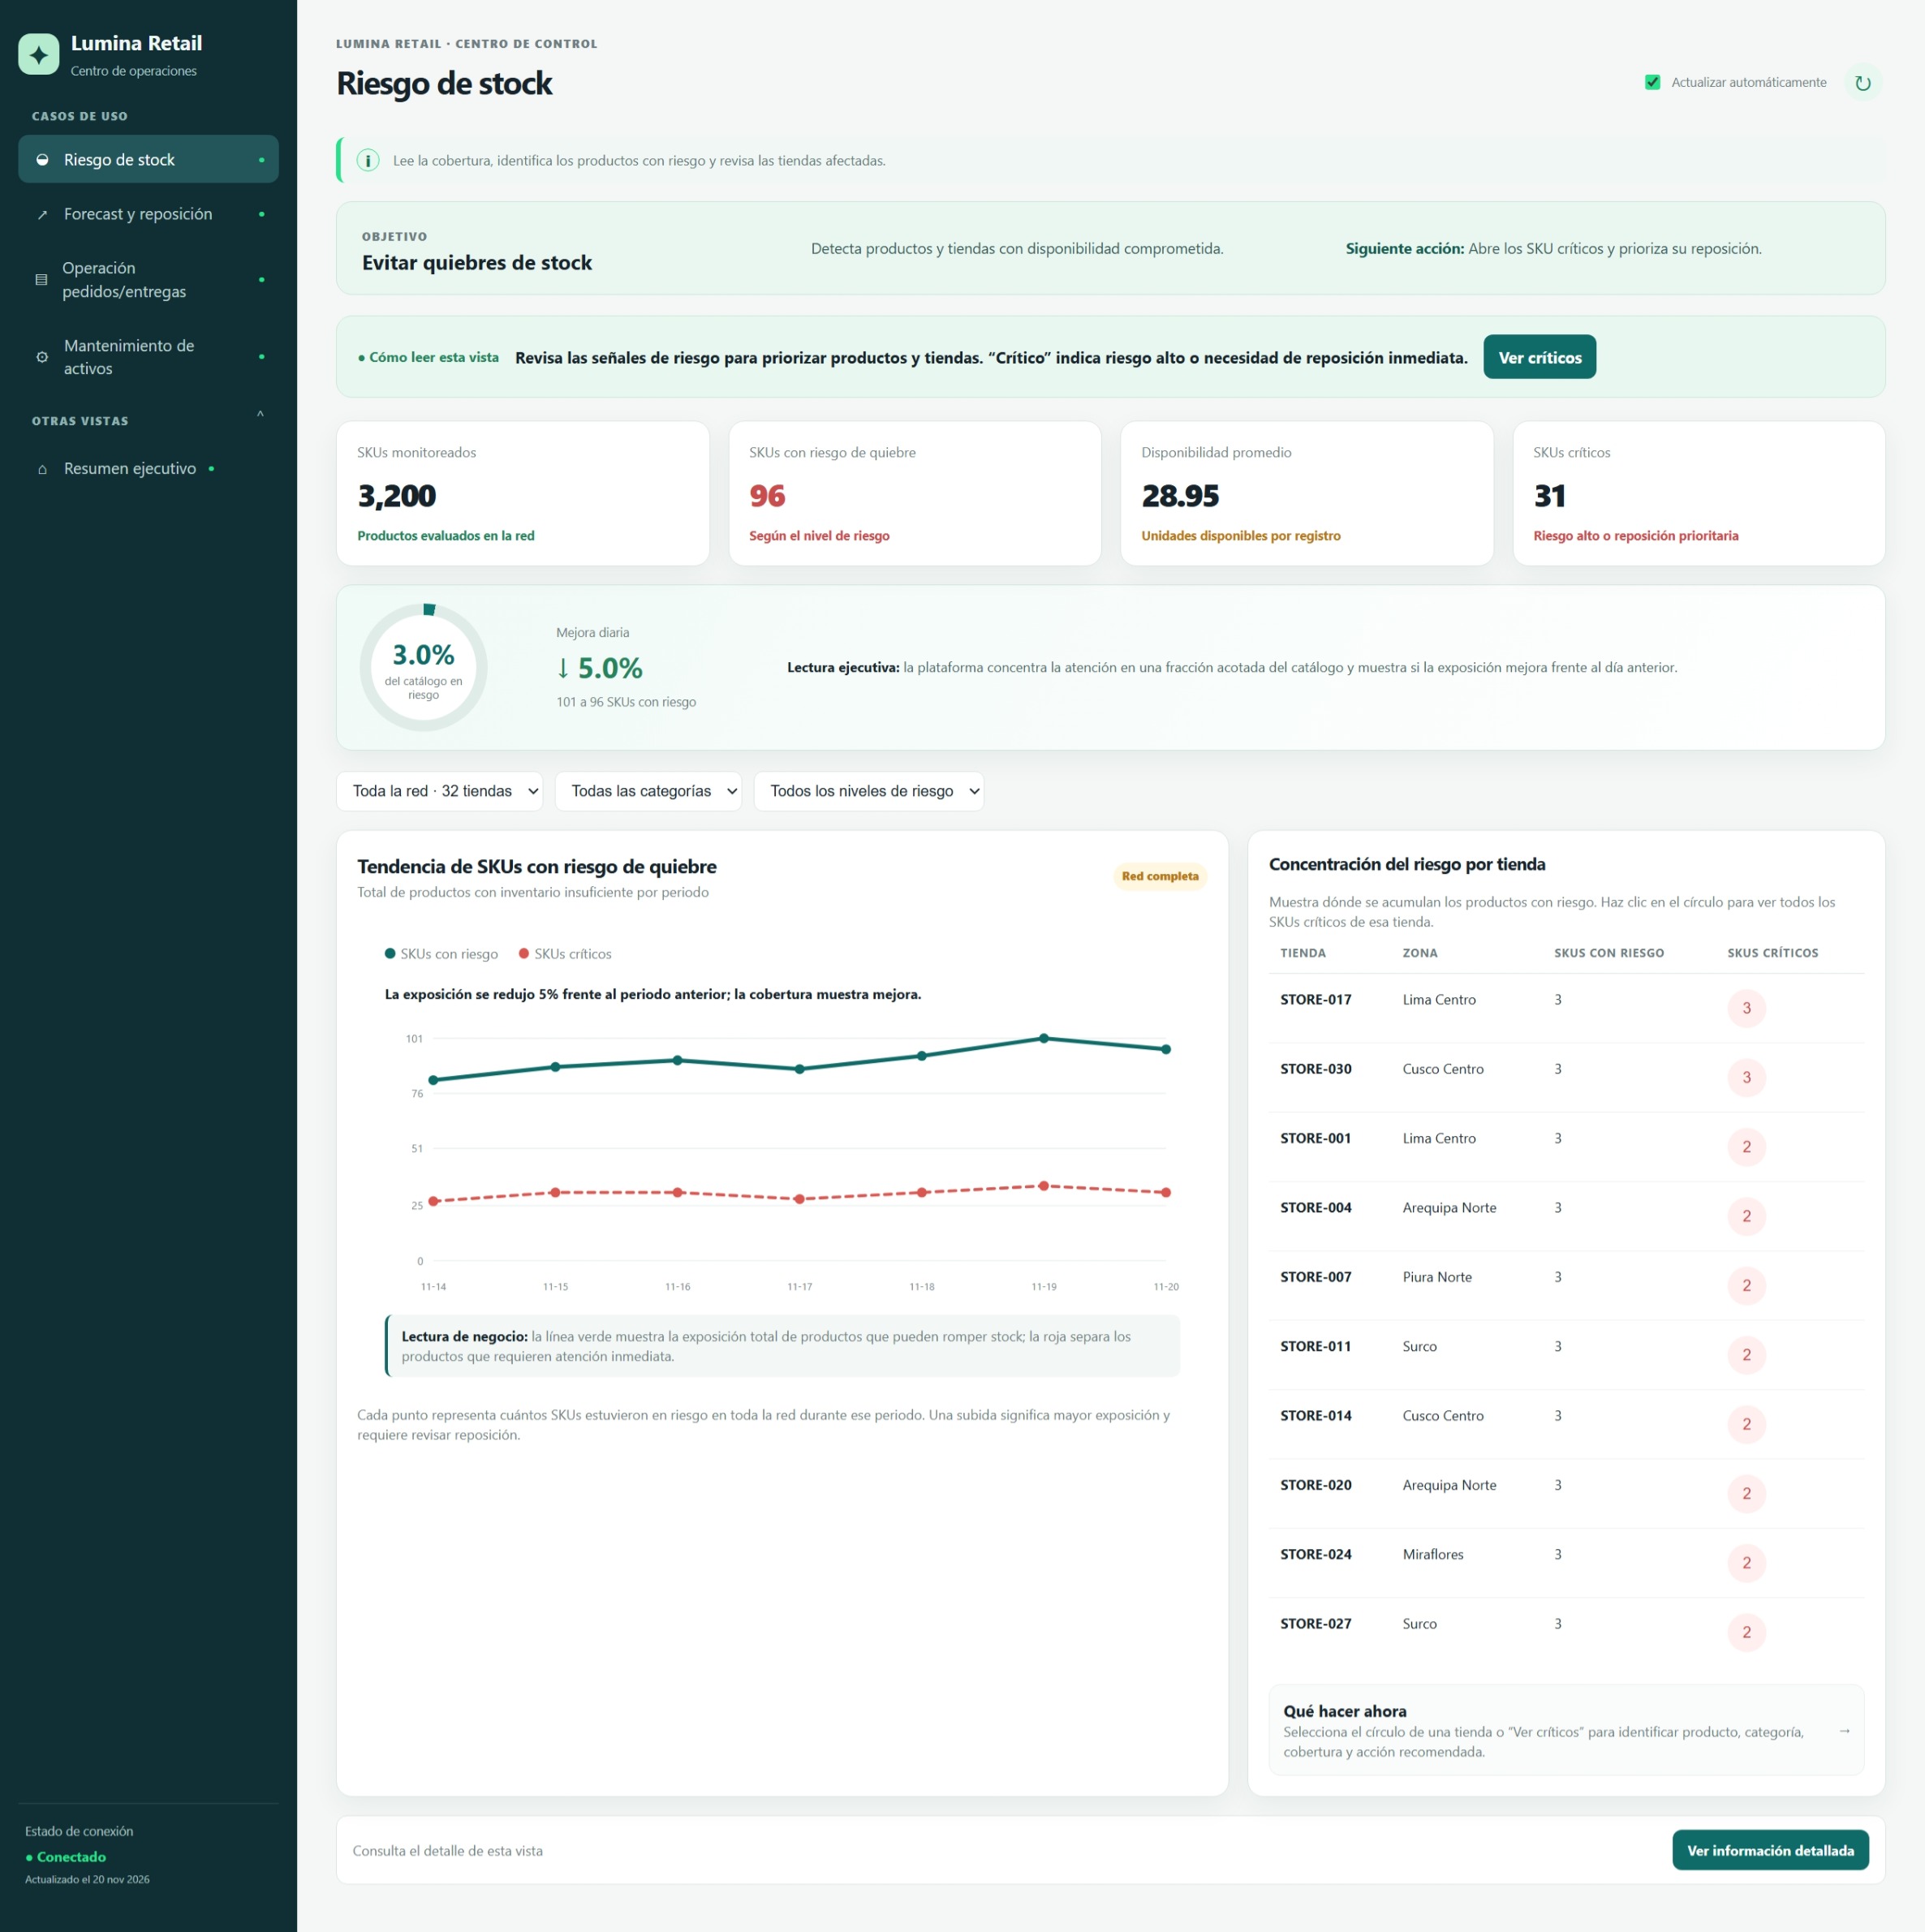 Lumina Retail
Centro de operaciones
CASOS DE USO
Riesgo de stock
Forecast y reposición
Operación
pedidos/entregas
Mantenimiento de
activos
OTRAS VISTAS
Resumen ejecutivo
Estado de conexión
● Conectado
Actualizado el 20 nov 2026
LUMINA RETAIL · CENTRO DE CONTROL
Riesgo de stock
Actualizar automáticamente
Lee la cobertura, identifica los productos con riesgo y revisa las tiendas afectadas.
OBJETIVO
Evitar quiebres de stock
Detecta productos y tiendas con disponibilidad comprometida.
Siguiente acción: Abre los SKU críticos y prioriza su reposición.
● Cómo leer esta vista
Revisa las señales de riesgo para priorizar productos y tiendas. “Crítico” indica riesgo alto o necesidad de reposición inmediata.
Ver críticos
SKUs monitoreados
3,200
Productos evaluados en la red
SKUs con riesgo de quiebre
96
Según el nivel de riesgo
Disponibilidad promedio
28.95
Unidades disponibles por registro
SKUs críticos
31
Riesgo alto o reposición prioritaria
3.0%
del catálogo en
riesgo
Mejora diaria
↓ 5.0%
101 a 96 SKUs con riesgo
Lectura ejecutiva: la plataforma concentra la atención en una fracción acotada del catálogo y muestra si la exposición mejora frente al día anterior.
Toda la red · 32 tiendas
Todas las categorías
Todos los niveles de riesgo
Tendencia de SKUs con riesgo de quiebre
Total de productos con inventario insuficiente por periodo
Red completa
SKUs con riesgo
SKUs críticos
La exposición se redujo 5% frente al periodo anterior; la cobertura muestra mejora.
101
76
51
25
0
11-14 11-15 11-16 11-17 11-18 11-19 11-20
Lectura de negocio: la línea verde muestra la exposición total de productos que pueden romper stock; la roja separa los
productos que requieren atención inmediata.
Cada punto representa cuántos SKUs estuvieron en riesgo en toda la red durante ese periodo. Una subida significa mayor exposición y
requiere revisar reposición.
Concentración del riesgo por tienda
Muestra dónde se acumulan los productos con riesgo. Haz clic en el círculo para ver todos los
SKUs críticos de esa tienda.
TIENDA ZONA SKUS CON RIESGO SKUS CRÍTICOS
STORE-017 Lima Centro 3 3
STORE-030 Cusco Centro 3 3
STORE-001 Lima Centro 3 2
STORE-004 Arequipa Norte 3 2
STORE-007 Piura Norte 3 2
STORE-011 Surco 3 2
STORE-014 Cusco Centro 3 2
STORE-020 Arequipa Norte 3 2
STORE-024 Miraflores 3 2
STORE-027 Surco 3 2
Qué hacer ahora
Selecciona el círculo de una tienda o “Ver críticos” para identificar producto, categoría,
cobertura y acción recomendada.
→
Consulta el detalle de esta vista
Ver información detallada